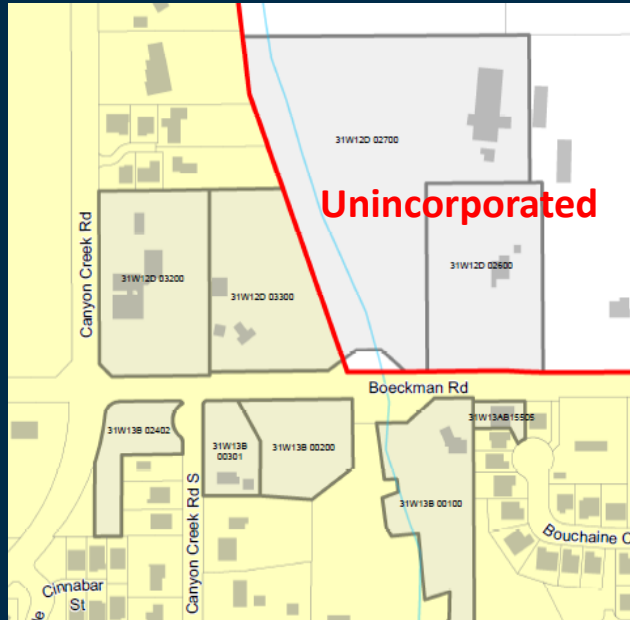 31W12D 02700
Unincorporated
Canyon Creek Rd
31W12D 02600
31W12D 03200
31W12D 03300
Boeckman Rd
31W13AB15505
31W13B 02402
31W13B
00301
31W13B 00200
31W13B 00100
Canyon Creek Rd S
Bouchaine C
Cinnabar
St